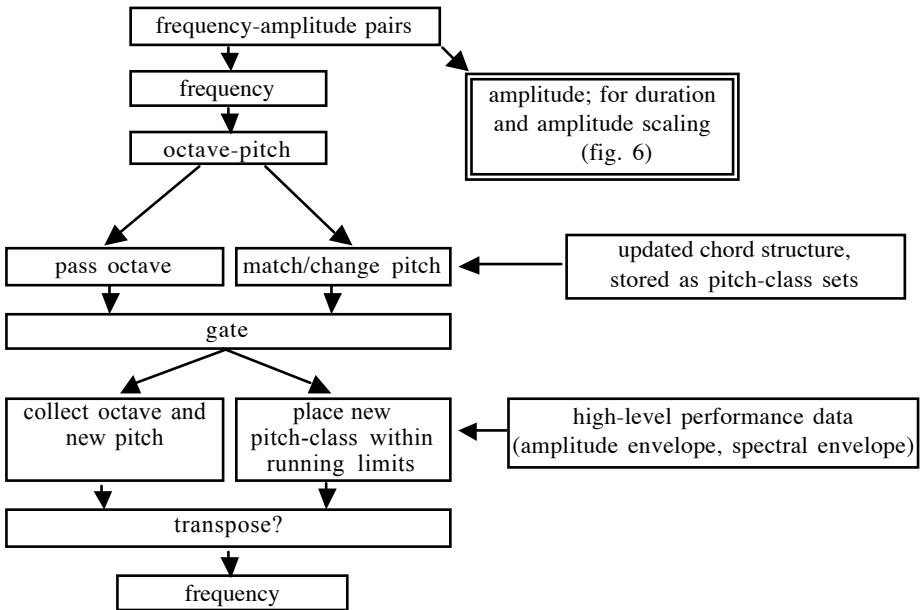 frequency-amplitude pairs
frequency
amplitude; for duration
and amplitude scaling
(fig. 6)
octave-pitch
pass octave
match/change pitch
updated chord structure,
stored as pitch-class sets
gate
collect octave and
new pitch
place new
pitch-class within
running limits
high-level performance data
(amplitude envelope, spectral envelope)
transpose?
frequency